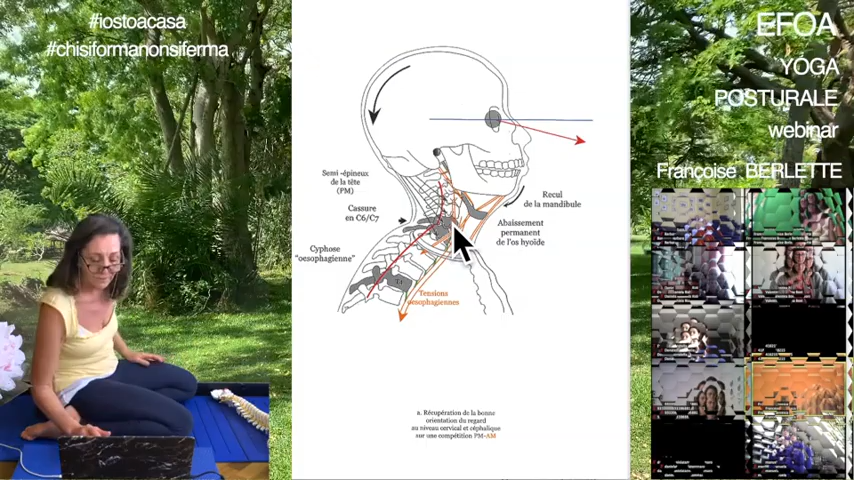 #iostoacasa
#chisiformanonsiferma
EFOA
YOGA
POSTURALE
webinar
Françoise BERLETTE
Semi -épineux
de la tête
(PM)
Cassure
en C6/C7
Cyphose
"oesophagienne"
Recul
de la mandibule
Abaissement
permanent
de l'os hyoïde
Tensions
oesophagiennes
a. Récupération de la bonne
orientation du regard
au niveau cervical et céphalique
sur une compétition PM-AM